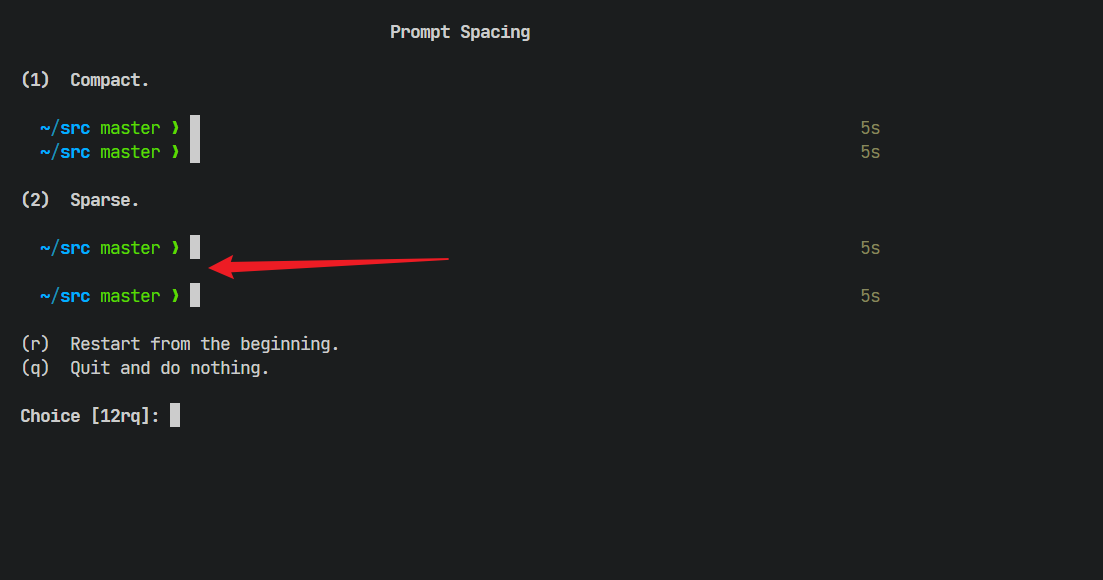 Prompt Spacing
(1)  Compact.
~/src master ❯ 5s
~/src master ❯ 5s
(2)  Sparse.
~/src master ❯ 5s
~/src master ❯ 5s
(r)  Restart from the beginning.
(q)  Quit and do nothing.
Choice [12rq]: